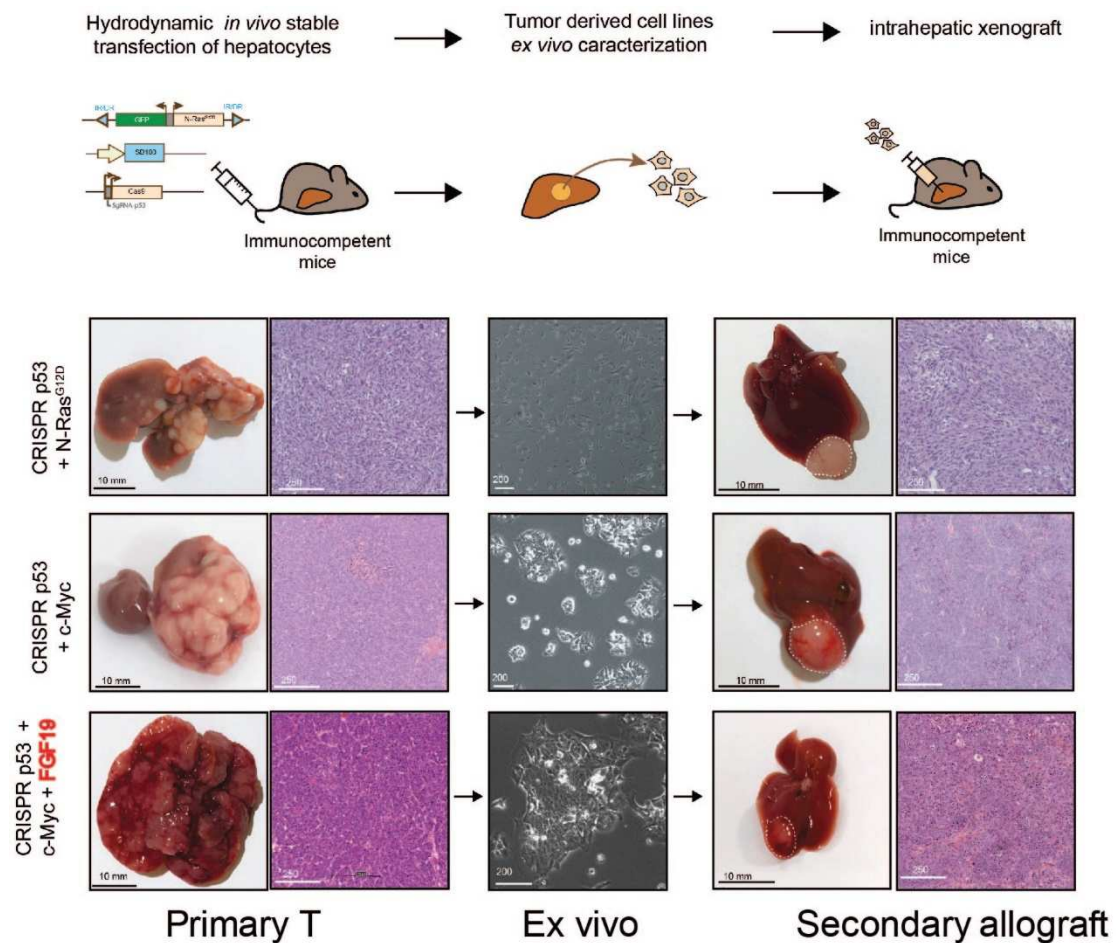 Hydrodynamic in vivo stable
transfection of hepatocytes
Tumor derived cell lines
ex vivo caracterization
intrahepatic xenograft
GFP
SgRNA-p53
Cas9
Immunocompetent
mice
Immunocompetent
mice
CRISPR p53
+ N-Ras^G12D
10 mm
250
200
10 mm
250
CRISPR p53
+ c-Myc
10 mm
250
200
10 mm
250
CRISPR p53 +
c-Myc + FGF19
10 mm
250
200
10 mm
250
Primary T
Ex vivo
Secondary allograft